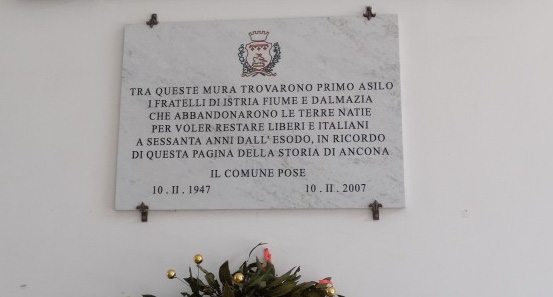 TRA QUESTE MURA TROVARONO PRIMO ASILO
I FRATELLI DI ISTRIA FIUME E DALMAZIA
CHE ABBANDONARONO LE TERRE NATIE
PER VOLER RESTARE LIBERI E ITALIANI
A SESSANTA ANNI DALL' ESODO, IN RICORDO
DI QUESTA PAGINA DELLA STORIA DI ANCONA
IL COMUNE POSE
10 . II . 1947 10 . II . 2007